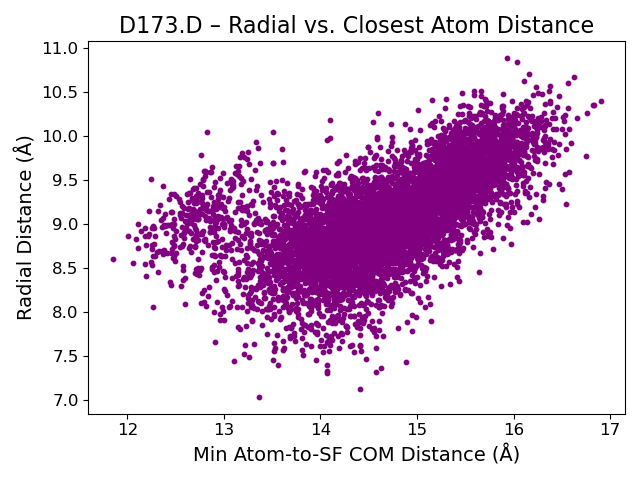 D173.D – Radial vs. Closest Atom Distance
11.0
10.5
10.0
9.5
9.0
8.5
8.0
7.5
7.0
Radial Distance (Å)
12 13 14 15 16 17
Min Atom-to-SF COM Distance (Å)